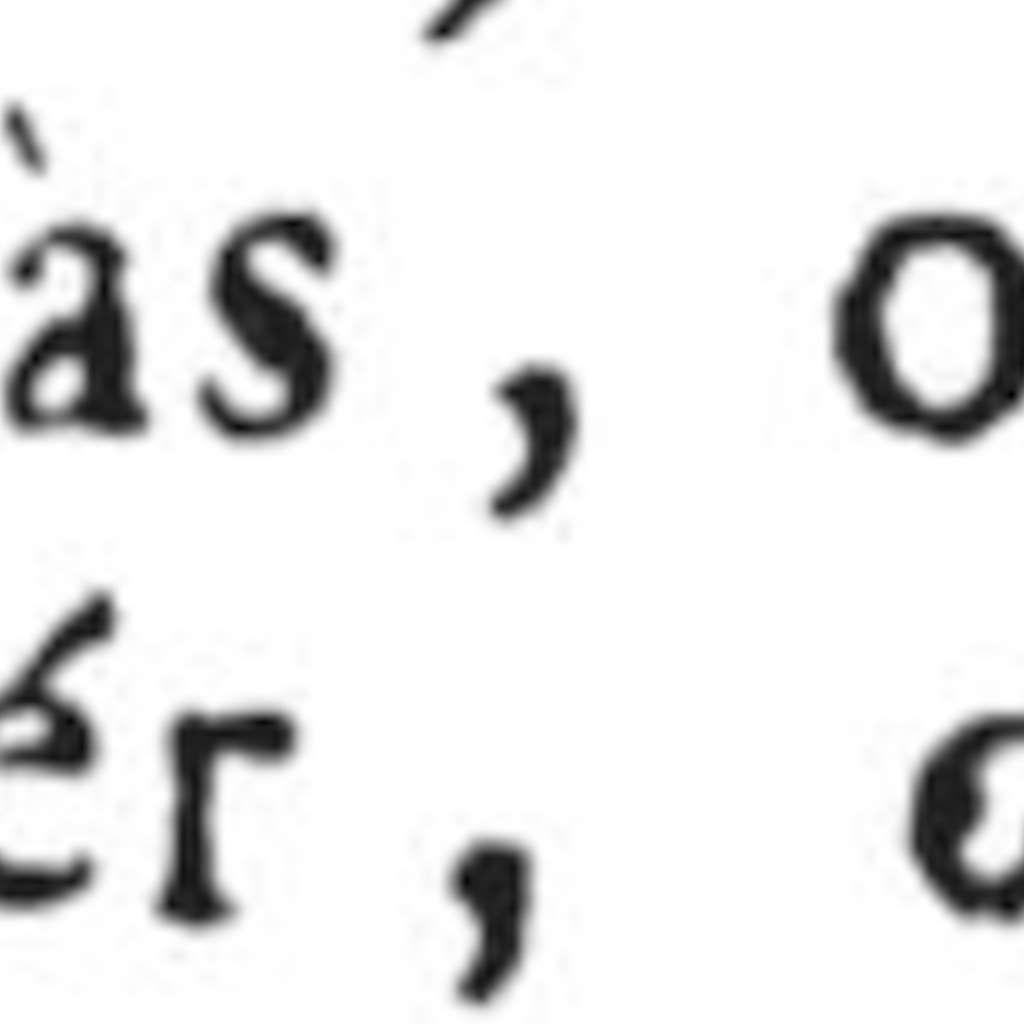 às, o
ér, o